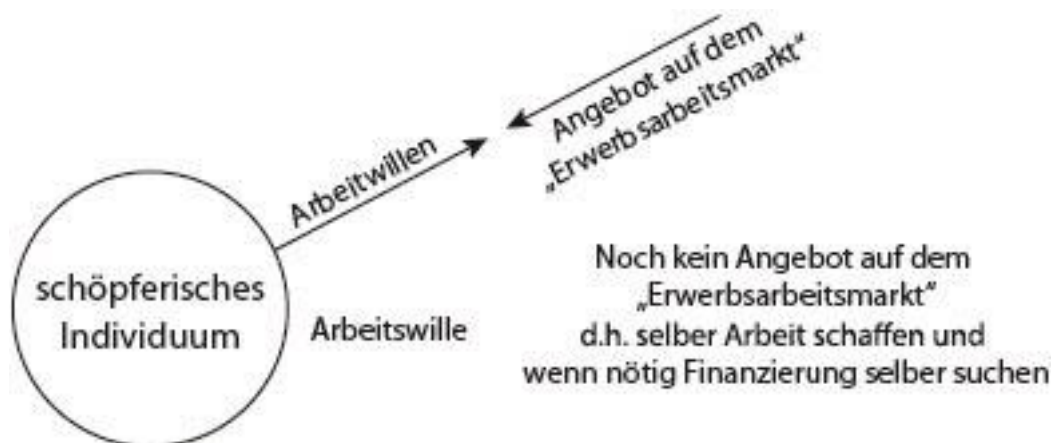 Angebot auf dem
„Erwerbsarbeitsmarkt“
Arbeitwillen
schöpferisches
Individuum
Arbeitswille
Noch kein Angebot auf dem
„Erwerbsarbeitsmarkt“
d.h. selber Arbeit schaffen und
wenn nötig Finanzierung selber suchen